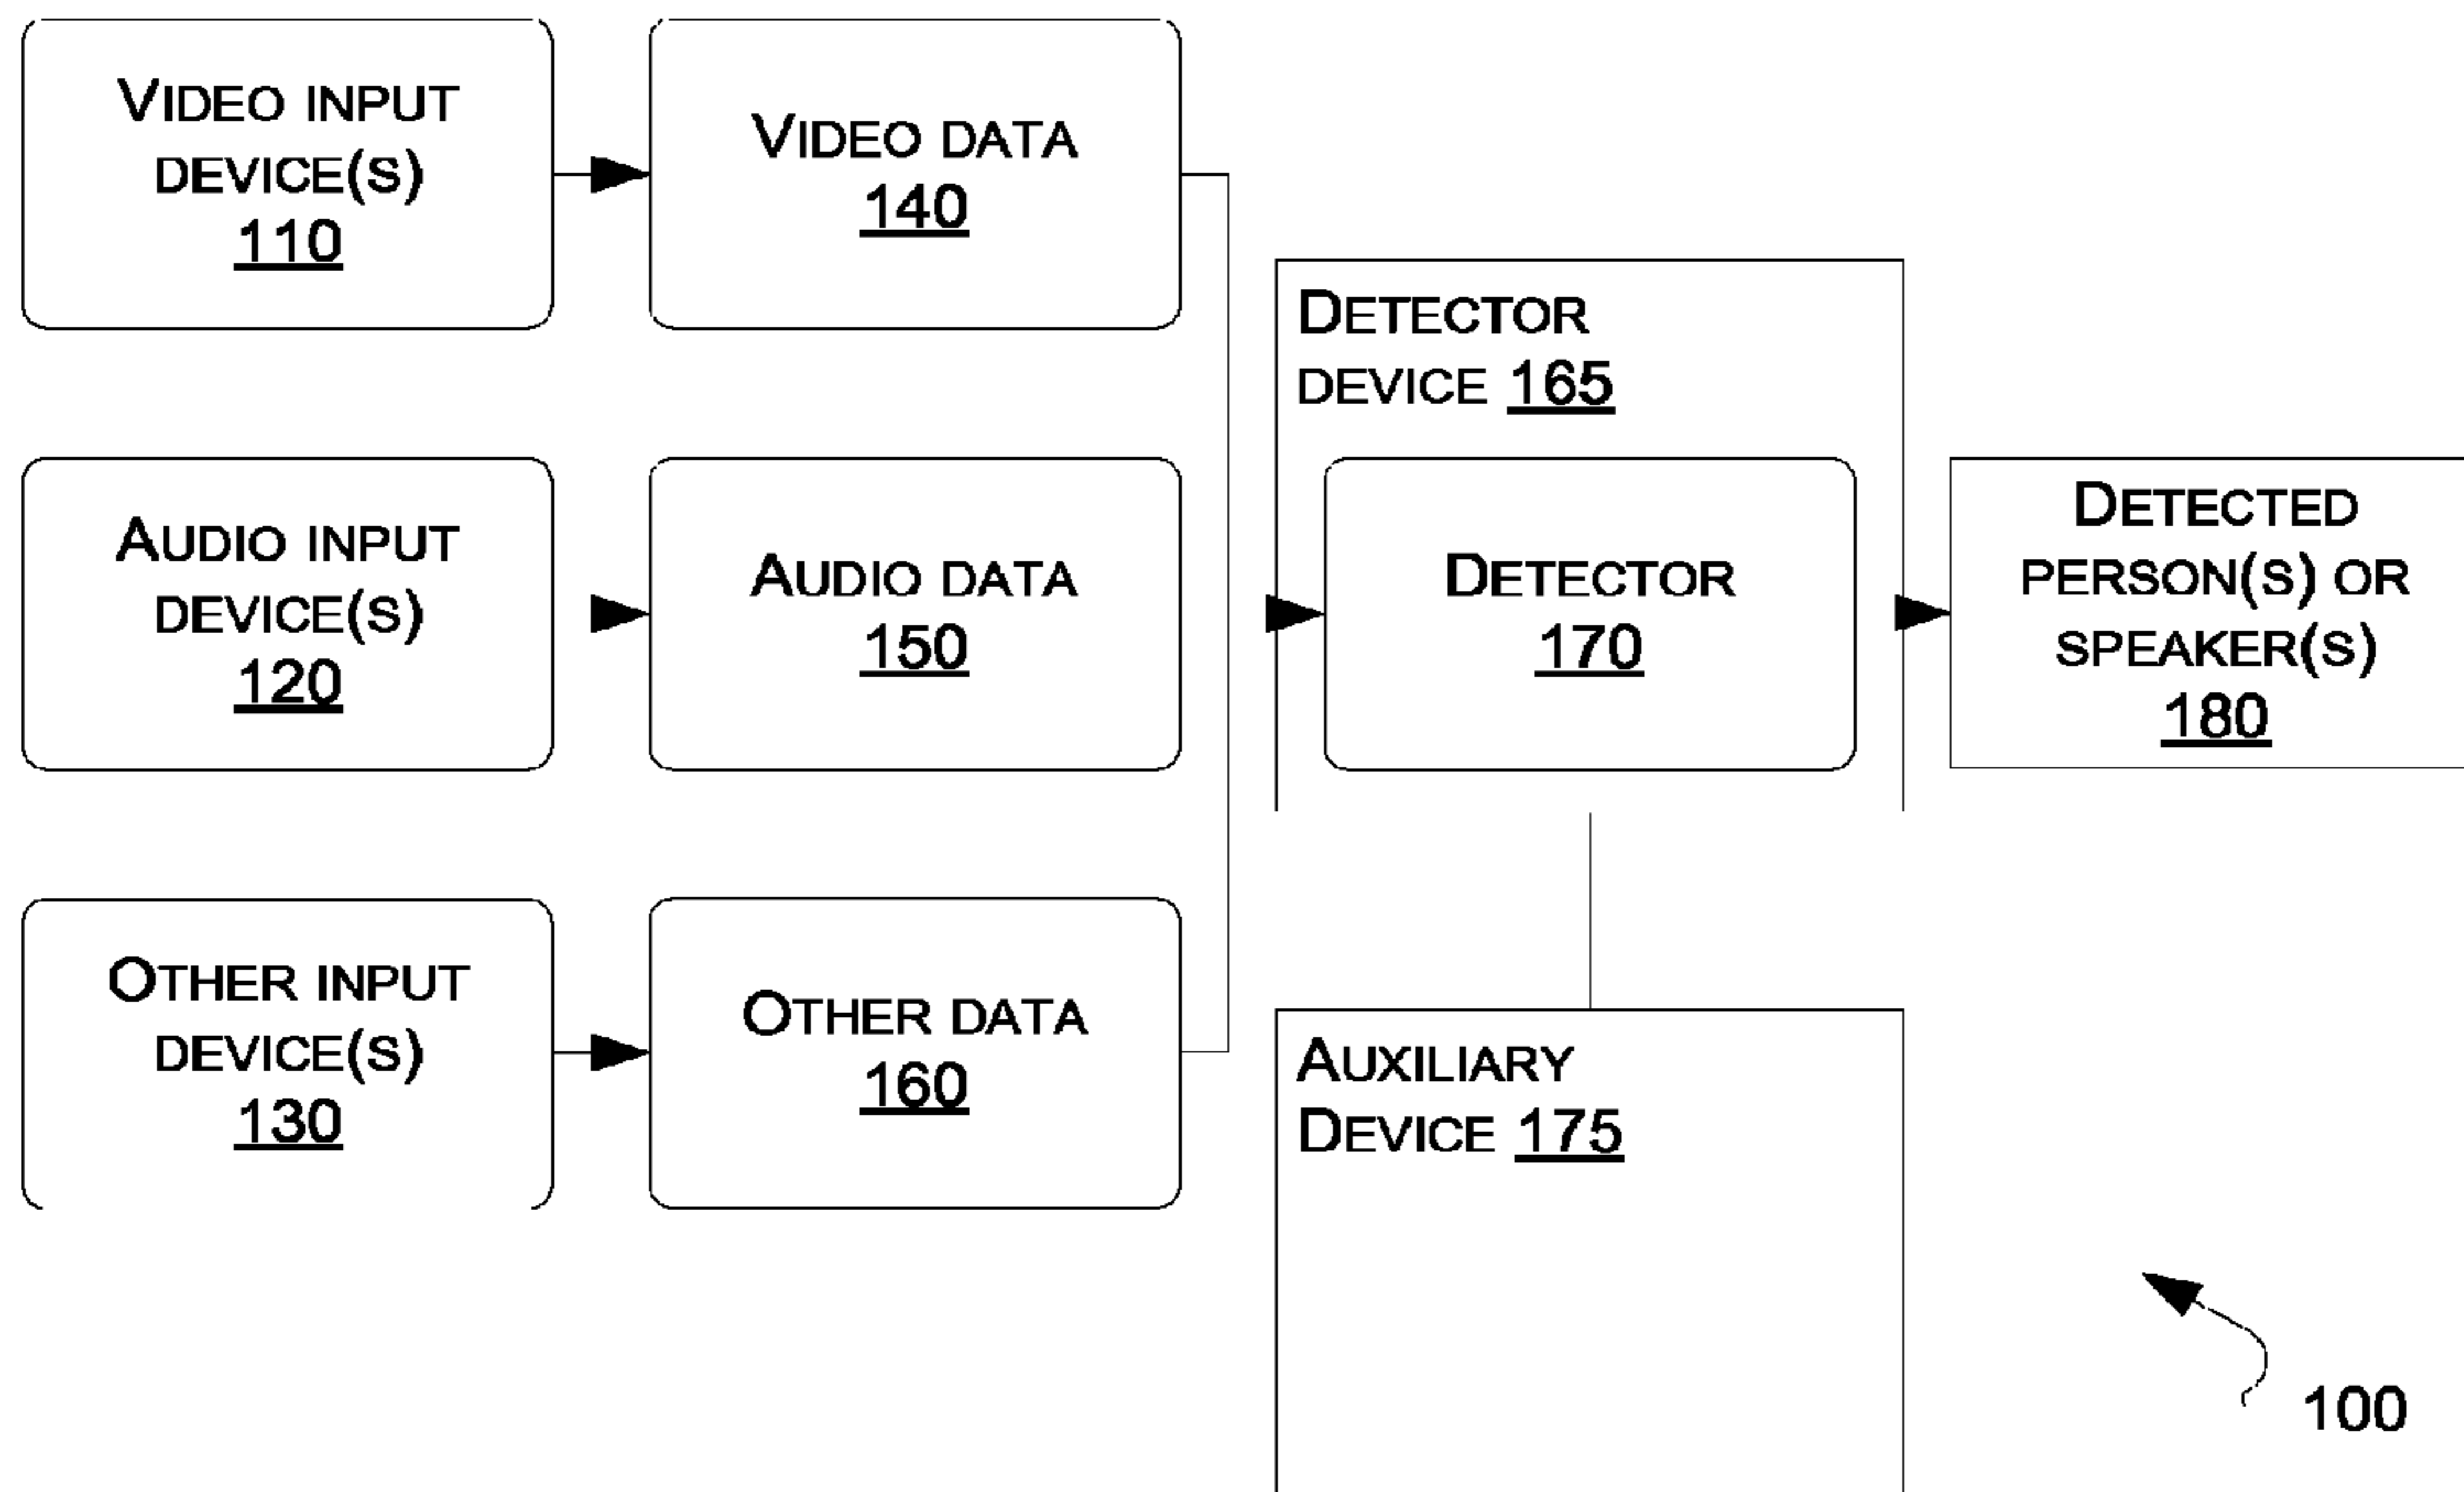 VIDEO INPUT
DEVICE(S)
110
VIDEO DATA
140
DETECTOR
DEVICE 165
AUDIO INPUT
DEVICE(S)
120
AUDIO DATA
150
DETECTOR
170
DETECTED
PERSON(S) OR
SPEAKER(S)
180
OTHER INPUT
DEVICE(S)
130
OTHER DATA
160
AUXILIARY
DEVICE 175
100